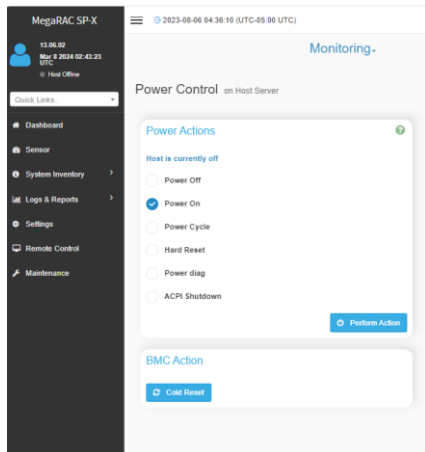 MegaRAC SP-X
13.06.02
Mar 8 2024 02:43:23
UTC
Host Offline
Quick Links...
Dashboard
Sensor
System Inventory
Logs & Reports
Settings
Remote Control
Maintenance
2023-08-06 04:36:10 (UTC-05:00 UTC)
Monitoring
Power Control on Host Server
Power Actions
Host is currently off
Power Off
Power On
Power Cycle
Hard Reset
Power diag
ACPI Shutdown
Perform Action
BMC Action
Cold Reset